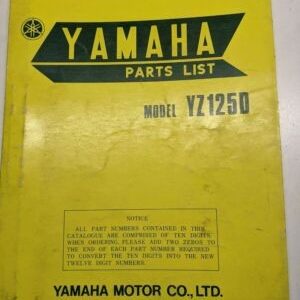 YAMAHA
PARTS LIST
MODEL YZ125D
NOTICE
ALL PART NUMBERS CONTAINED IN THIS
CATALOGUE ARE COMPRISED OF TEN DIGITS.
WHEN ORDERING, PLEASE ADD TWO ZEROS TO
THE END OF EACH PART NUMBER REQUIRED
TO CONVERT THE TEN DIGITS INTO THE NEW
TWELVE DIGIT NUMBERS.
YAMAHA MOTOR CO., LTD.